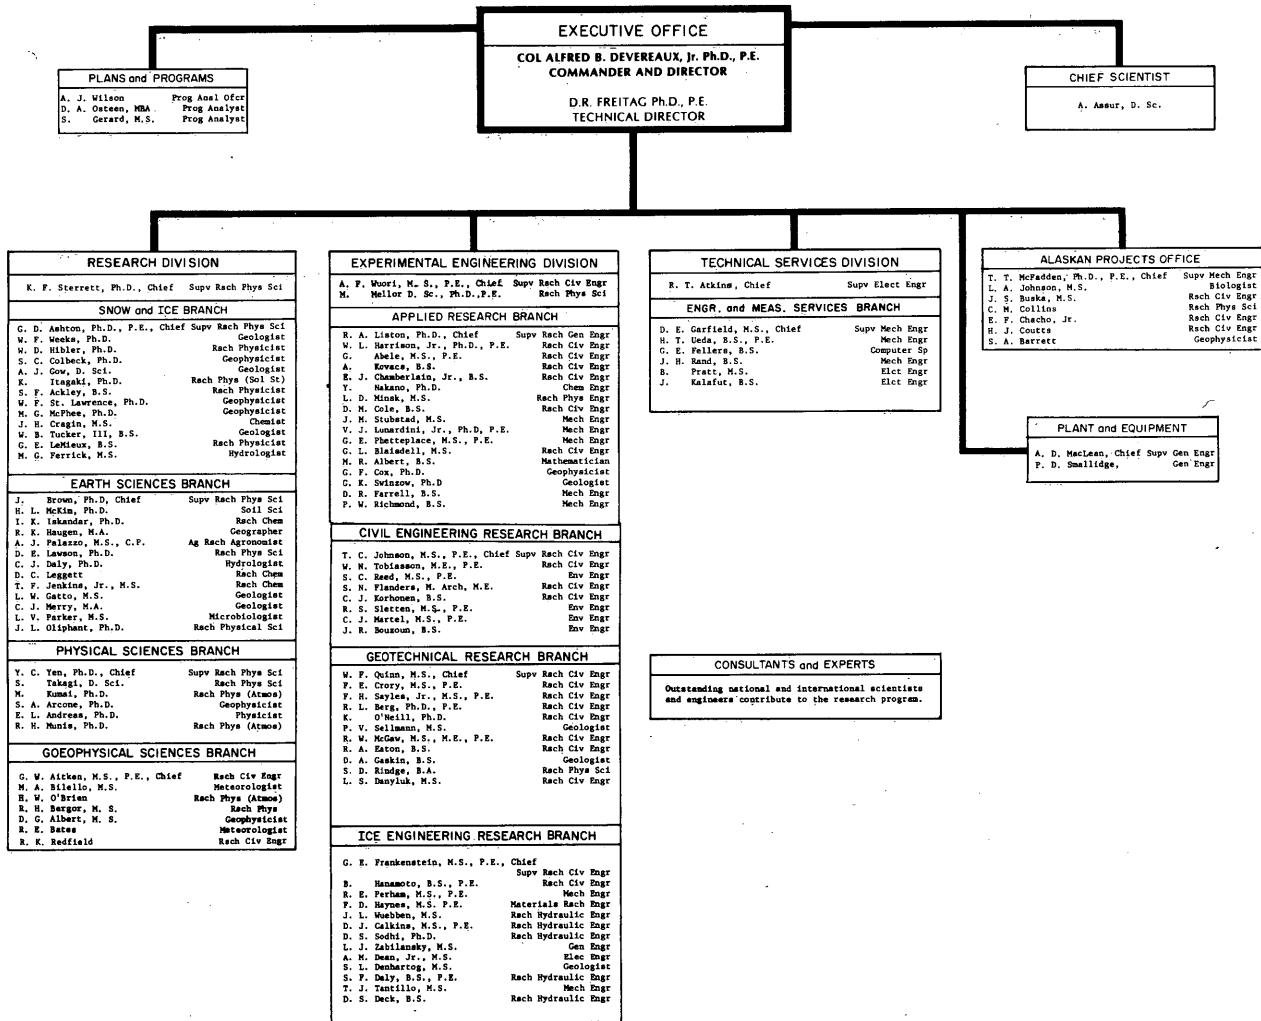 EXECUTIVE OFFICE
COL ALFRED B. DEVEREAUX, Jr. Ph.D., P.E.
COMMANDER AND DIRECTOR
D.R. FREITAG Ph.D., P.E.
TECHNICAL DIRECTOR
PLANS and PROGRAMS
A. J. Wilson Prog Anal Ofcr
D. A. Osteen, MBA Prog Analyst
S. Gerard, M.S. Prog Analyst
CHIEF SCIENTIST
A. Assur, D. Sc.
RESEARCH DIVISION
K. F. Sterrett, Ph.D., Chief Supv Rsch Phys Sci
SNOW and ICE BRANCH
G. D. Ashton, Ph.D., P.E., Chief Supv Rsch Phys Sci
W. F. Weeks, Ph.D. Geologist
W. D. Hibler, Ph.D. Rsch Physicist
S. C. Colbeck, Ph.D. Geophysicist
A. J. Gow, D. Sci. Geologist
K. Itagaki, Ph.D. Rsch Phys (Sol St)
S. F. Ackley, B.S. Rsch Physicist
W. F. St. Lawrence, Ph.D. Geophysicist
M. G. McPhee, Ph.D. Geophysicist
J. H. Cragin, M.S. Chemist
W. B. Tucker, III, B.S. Geologist
G. E. LeMieux, B.S. Rsch Physicist
M. G. Ferrick, M.S. Hydrologist
EARTH SCIENCES BRANCH
J. Brown, Ph.D, Chief Supv Rsch Phys Sci
H. L. McKim, Ph.D. Soil Sci
I. K. Iskandar, Ph.D. Rsch Chem
R. K. Haugen, M.A. Geographer
A. J. Palazzo, M.S., C.P. Ag Rsch Agronomist
D. E. Lawson, Ph.D. Rsch Phys Sci
C. J. Daly, Ph.D. Hydrologist
D. C. Leggett Rsch Chem
T. F. Jenkins, Jr., M.S. Rsch Chem
L. W. Gatto, M.S. Geologist
C. J. Merry, M.A. Geologist
L. V. Parker, M.S. Microbiologist
J. L. Oliphant, Ph.D. Rsch Physical Sci
PHYSICAL SCIENCES BRANCH
Y. C. Yen, Ph.D., Chief Supv Rsch Phys Sci
S. Takagi, D. Sci. Rsch Phys Sci
M. Kumai, Ph.D. Rsch Phys (Atmos)
S. A. Arcone, Ph.D. Geophysicist
E. L. Andreas, Ph.D. Physicist
R. H. Munis, Ph.D. Rsch Phys (Atmos)
GOEOPHYSICAL SCIENCES BRANCH
G. W. Aitken, M.S., P.E., Chief Rsch Civ Engr
M. A. Bilello, M.S. Meteorologist
H. W. O'Brien Rsch Phys (Atmos)
R. H. Bergor, M. S. Rsch Phys
D. G. Albert, M. S. Geophysicist
R. E. Bates Meteorologist
R. K. Redfield Rsch Civ Engr
EXPERIMENTAL ENGINEERING DIVISION
A. F. Wuori, M. S., P.E., Chief Supv Rsch Civ Engr
M. Mellor D. Sc., Ph.D.,P.E. Rsch Phys Sci
APPLIED RESEARCH BRANCH
R. A. Liston, Ph.D., Chief Supv Rsch Gen Engr
W. L. Harrison, Jr., Ph.D., P.E. Rsch Civ Engr
G. Abele, M.S., P.E. Rsch Civ Engr
A. Kovacs, B.S. Rsch Civ Engr
E. J. Chamberlain, Jr., B.S. Rsch Civ Engr
Y. Nakano, Ph.D. Chem Engr
L. D. Minsk, M.S. Rsch Phys Engr
D. M. Cole, B.S. Rsch Civ Engr
J. M. Stubstad, M.S. Mech Engr
V. J. Lunardini, Jr., Ph.D, P.E. Mech Engr
G. E. Phetteplace, M.S., P.E. Mech Engr
G. L. Blaisdell, M.S. Rsch Civ Engr
M. R. Albert, B.S. Mathematician
G. F. Cox, Ph.D. Geophysicist
G. K. Swinzow, Ph.D Geologist
D. R. Farrell, B.S. Mech Engr
P. W. Richmond, B.S. Mech Engr
CIVIL ENGINEERING RESEARCH BRANCH
T. C. Johnson, M.S., P.E., Chief Supv Rsch Civ Engr
W. N. Tobiasson, M.E., P.E. Rsch Civ Engr
S. C. Reed, M.S., P.E. Env Engr
S. N. Flanders, M. Arch, M.E. Rsch Civ Engr
C. J. Korhonen, B.S. Rsch Civ Engr
R. S. Sletten, M.S., P.E. Env Engr
C. J. Martel, M.S., P.E. Env Engr
J. R. Bouzoun, B.S. Env Engr
GEOTECHNICAL RESEARCH BRANCH
W. F. Quinn, M.S., Chief Supv Rsch Civ Engr
F. E. Crory, M.S., P.E. Rsch Civ Engr
F. H. Sayles, Jr., M.S., P.E. Rsch Civ Engr
R. L. Berg, Ph.D., P.E. Rsch Civ Engr
K. O'Neill, Ph.D. Rsch Civ Engr
P. V. Sellmann, M.S. Geologist
R. W. McGaw, M.S., M.E., P.E. Rsch Civ Engr
R. A. Eaton, B.S. Rsch Civ Engr
D. A. Gaskin, B.S. Geologist
S. D. Rindge, B.A. Rsch Phys Sci
L. S. Danyluk, M.S. Rsch Civ Engr
ICE ENGINEERING RESEARCH BRANCH
G. E. Frankenstein, M.S., P.E., Chief
Supv Rsch Civ Engr
B. Hanamoto, B.S., P.E. Rsch Civ Engr
R. E. Perham, M.S., P.E. Mech Engr
F. D. Haynes, M.S. P.E. Materials Rsch Engr
J. L. Wuebben, M.S. Rsch Hydraulic Engr
D. J. Calkins, M.S., P.E. Rsch Hydraulic Engr
D. S. Sodhi, Ph.D. Rsch Hydraulic Engr
L. J. Zabilansky, M.S. Gen Engr
A. M. Dean, Jr., M.S. Elec Engr
S. L. Denhartog, M.S. Geologist
S. F. Daly, B.S., P.E. Rsch Hydraulic Engr
T. J. Tantillo, M.S. Mech Engr
D. S. Deck, B.S. Rsch Hydraulic Engr
TECHNICAL SERVICES DIVISION
R. T. Atkins, Chief Supv Elect Engr
ENGR. and MEAS. SERVICES BRANCH
D. E. Garfield, M.S., Chief Supv Mech Engr
H. T. Ueda, B.S., P.E. Mech Engr
G. E. Fellers, B.S. Computer Sp
J. H. Rand, B.S. Mech Engr
B. Pratt, M.S. Elct Engr
J. Kalafut, B.S. Elct Engr
CONSULTANTS and EXPERTS
Outstanding national and international scientists
and engineers contribute to the research program.
ALASKAN PROJECTS OFFICE
T. T. McFadden, Ph.D., P.E., Chief Supv Mech Engr
L. A. Johnson, M.S. Biologist
J. S. Buska, M.S. Rsch Civ Engr
C. M. Collins Rsch Phys Sci
E. F. Chacho, Jr. Rsch Civ Engr
H. J. Coutts Rsch Civ Engr
S. A. Barrett Geophysicist
PLANT and EQUIPMENT
A. D. MacLean, Chief Supv Gen Engr
P. D. Smallidge, Gen Engr